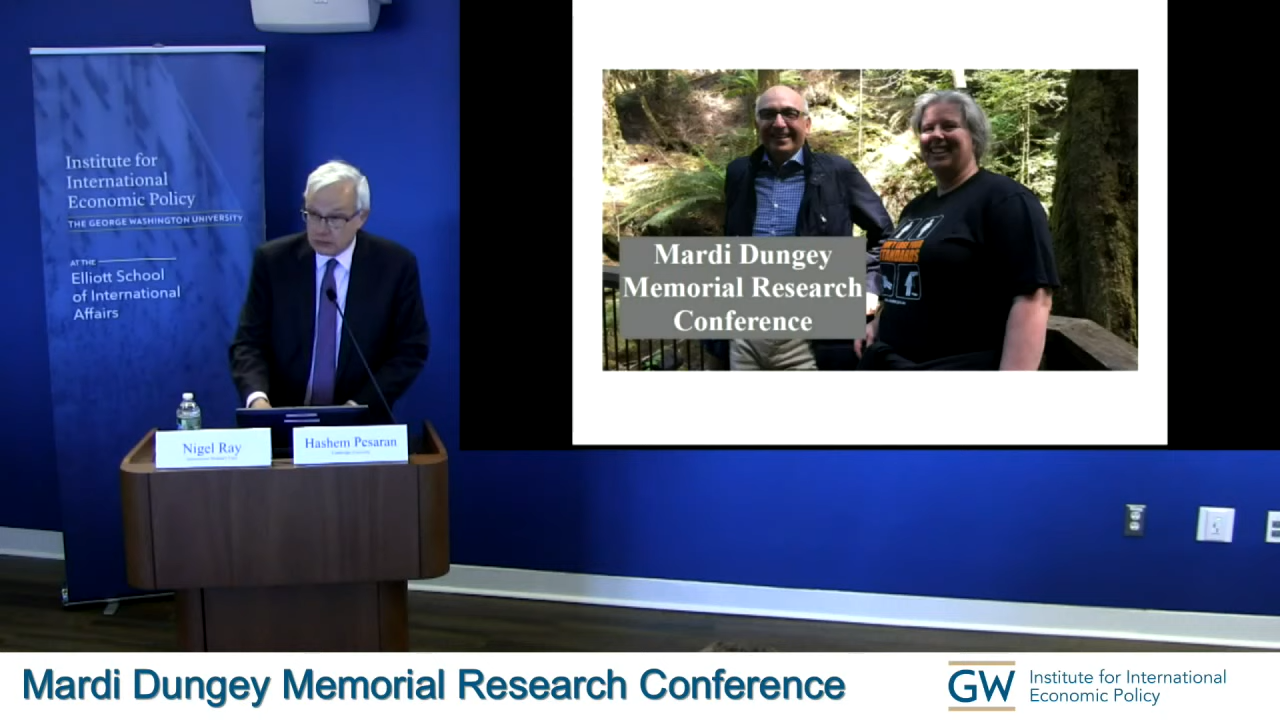 Institute for
International
Economic Policy
THE GEORGE WASHINGTON UNIVERSITY
AT THE
Elliott School
of International
Affairs
Mardi Dungey
Memorial Research
Conference
STANDARDS
Nigel Ray
Hashem Pesaran
Mardi Dungey Memorial Research Conference
GW
Institute for International
Economic Policy